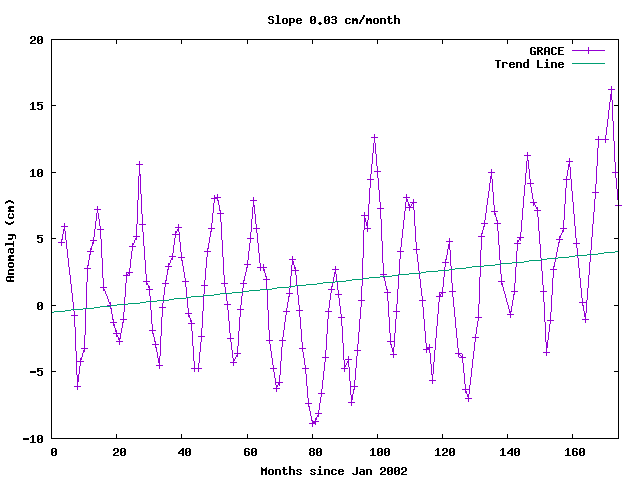 Slope 0.03 cm/month
GRACE
Trend Line
20
15
10
5
0
-5
-10
Anomaly (cm)
0 20 40 60 80 100 120 140 160
Months since Jan 2002